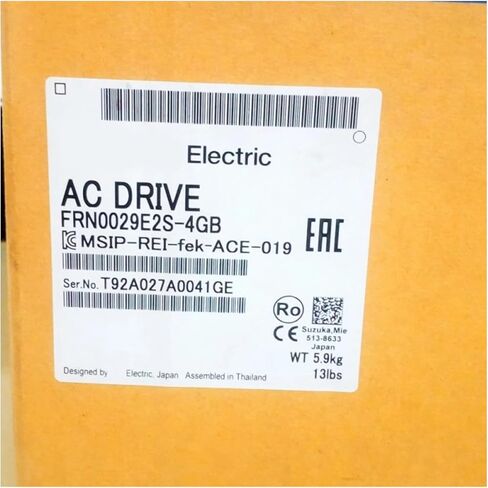 Electric
AC DRIVE
FRN0029E2S-4GB
MSIP-REI-fek-ACE-019
EAC
Ser.No. T92A027A0041GE
Ro
CE
Suzuka, Mie
513-8633
Japan
WT 5.9kg
13lbs
Designed by Electric, Japan Assembled in Thailand